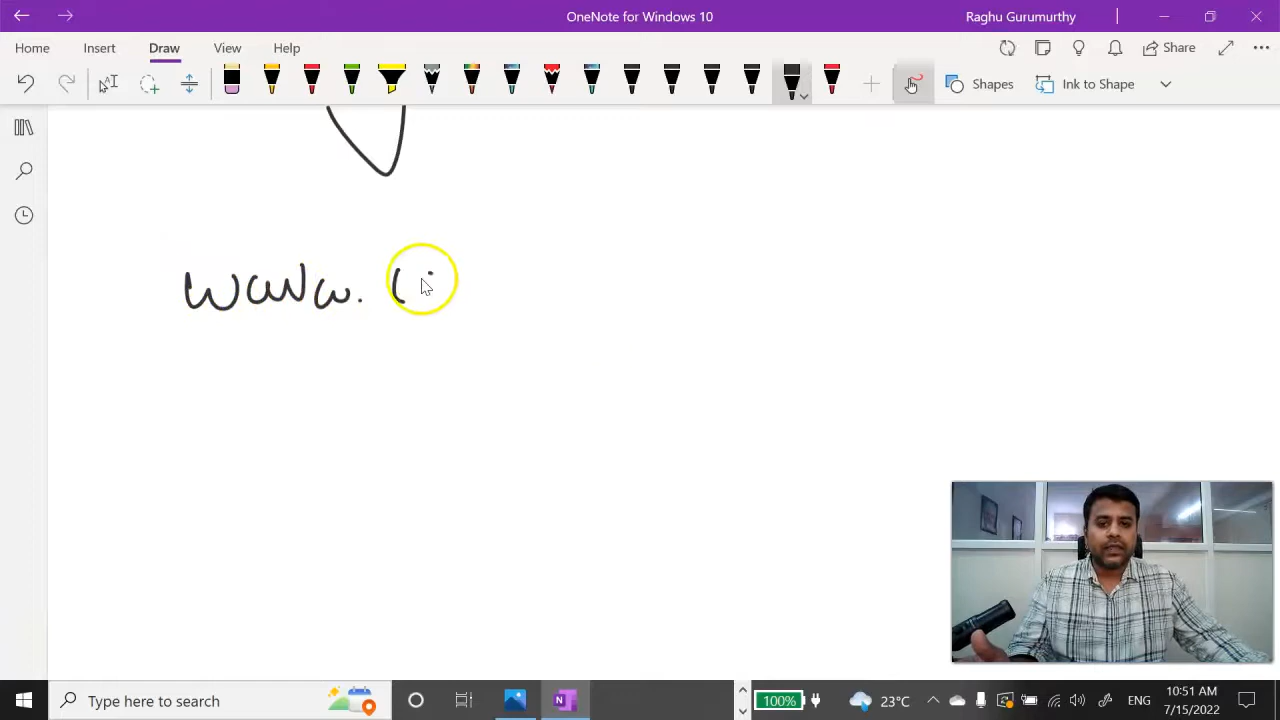 OneNote for Windows 10
Raghu Gurumurthy
Home Insert Draw View Help
Share
Shapes
Ink to Shape
www.
Type here to search
100%
23°C
ENG
10:51 AM
7/15/2022